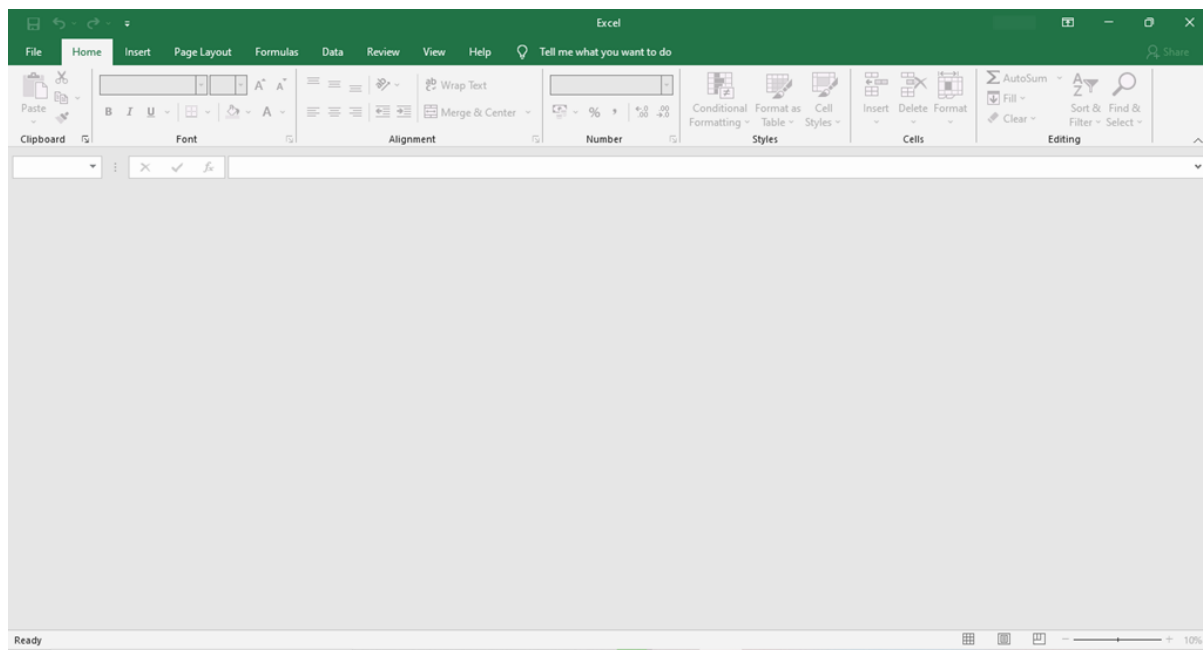 Excel
File Home Insert Page Layout Formulas Data Review View Help Tell me what you want to do Share
Paste
B I U A
Wrap Text
Merge & Center
% ,
Conditional Formatting
Format as Table
Cell Styles
Insert Delete Format
AutoSum
Fill
Clear
Sort & Filter
Find & Select
Clipboard Font Alignment Number Styles Cells Editing
fx
Ready 10%